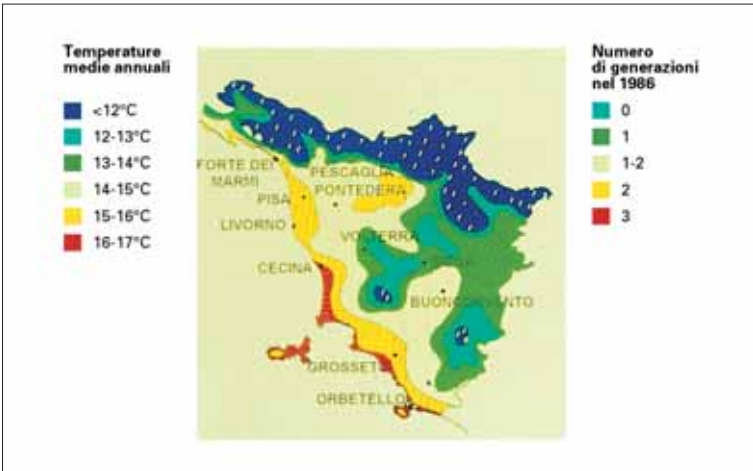 Temperature
medie annuali
<12°C
12-13°C
13-14°C
14-15°C
15-16°C
16-17°C
FORTE DEI
MARMI
PESCAGLIA
PONTEDERA
PISA
LIVORNO
VOLTERRA
CECINA
BUONCONVENTO
GROSSETO
ORBETELLO
Numero
di generazioni
nel 1986
0
1
1-2
2
3